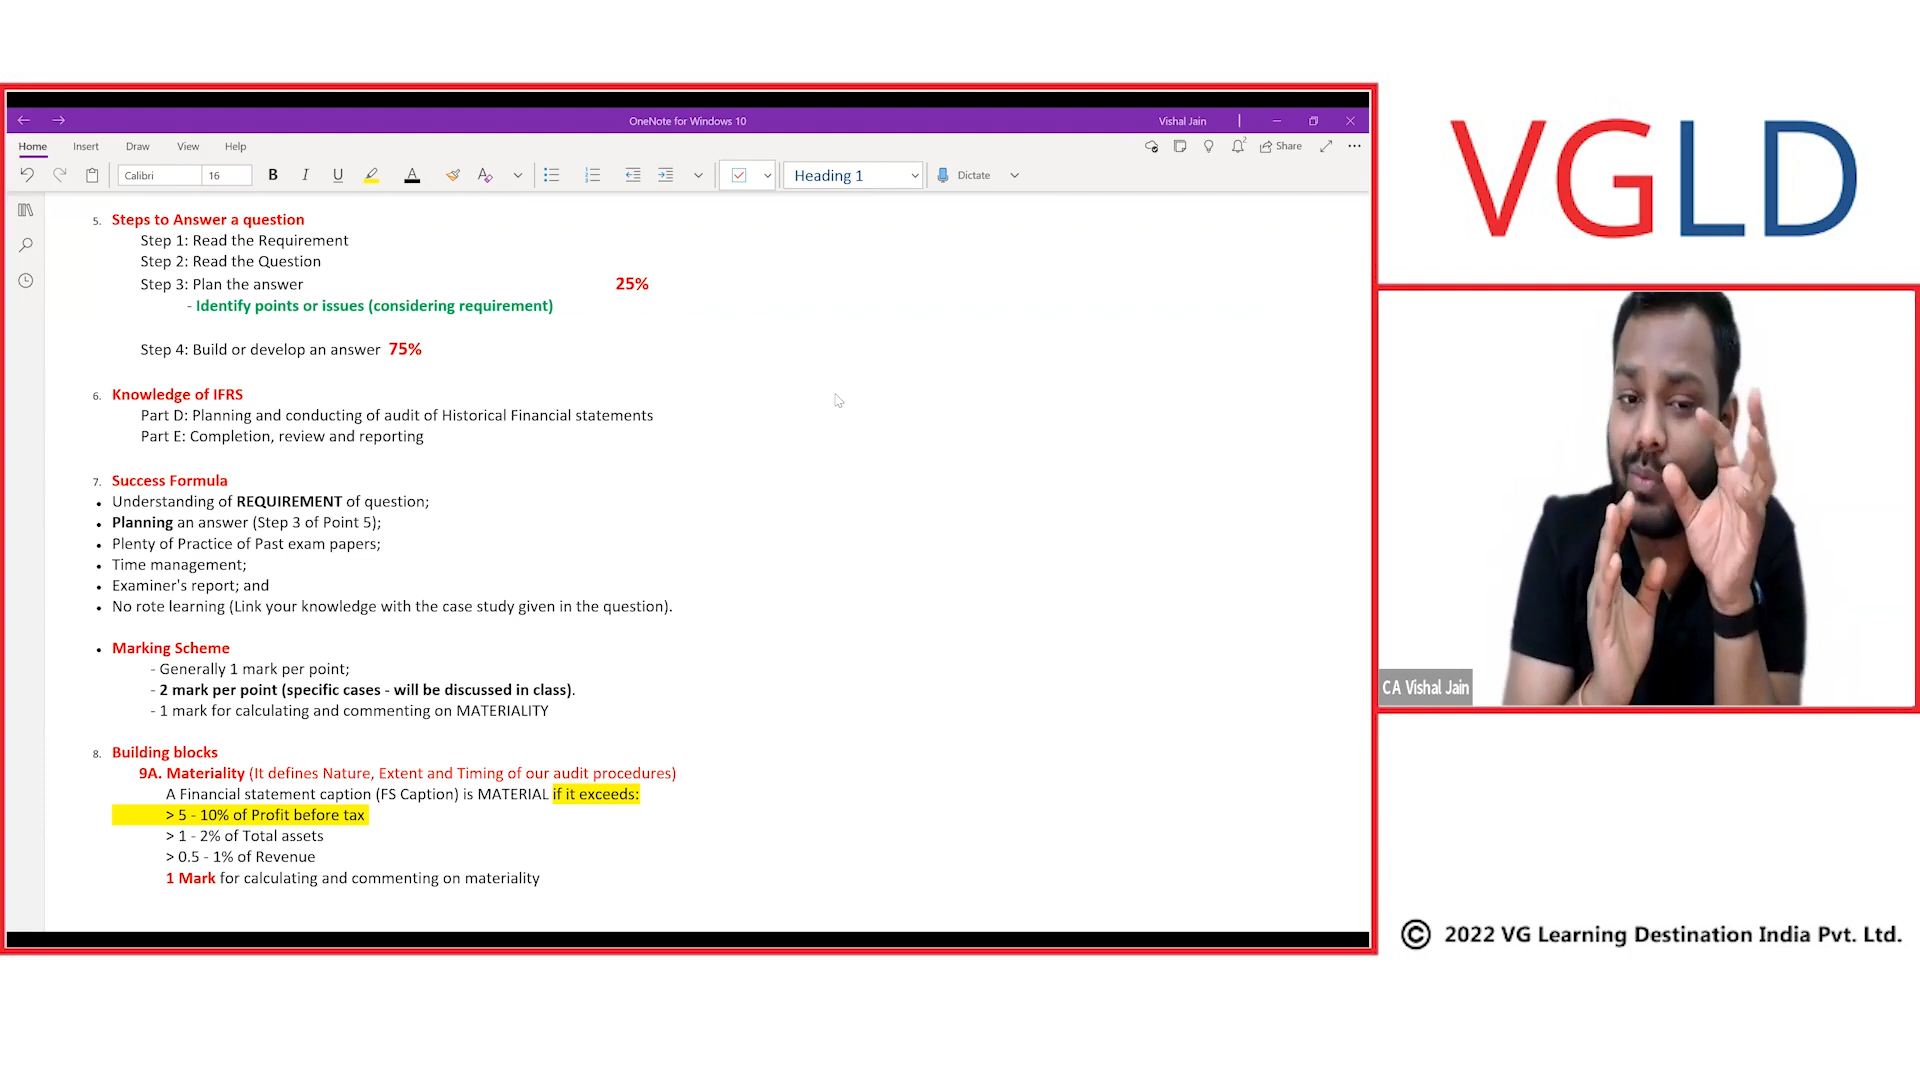 OneNote for Windows 10
Vishal Jain
Home Insert Draw View Help
Share
Calibri 16 B I U A Heading 1 Dictate
5. Steps to Answer a question
Step 1: Read the Requirement
Step 2: Read the Question
Step 3: Plan the answer 25%
- Identify points or issues (considering requirement)
Step 4: Build or develop an answer 75%
6. Knowledge of IFRS
Part D: Planning and conducting of audit of Historical Financial statements
Part E: Completion, review and reporting
7. Success Formula
• Understanding of REQUIREMENT of question;
• Planning an answer (Step 3 of Point 5);
• Plenty of Practice of Past exam papers;
• Time management;
• Examiner's report; and
• No rote learning (Link your knowledge with the case study given in the question).
• Marking Scheme
- Generally 1 mark per point;
- 2 mark per point (specific cases - will be discussed in class).
- 1 mark for calculating and commenting on MATERIALITY
8. Building blocks
9A. Materiality (It defines Nature, Extent and Timing of our audit procedures)
A Financial statement caption (FS Caption) is MATERIAL if it exceeds:
> 5 - 10% of Profit before tax
> 1 - 2% of Total assets
> 0.5 - 1% of Revenue
1 Mark for calculating and commenting on materiality
VGLD
CA Vishal Jain
© 2022 VG Learning Destination India Pvt. Ltd.